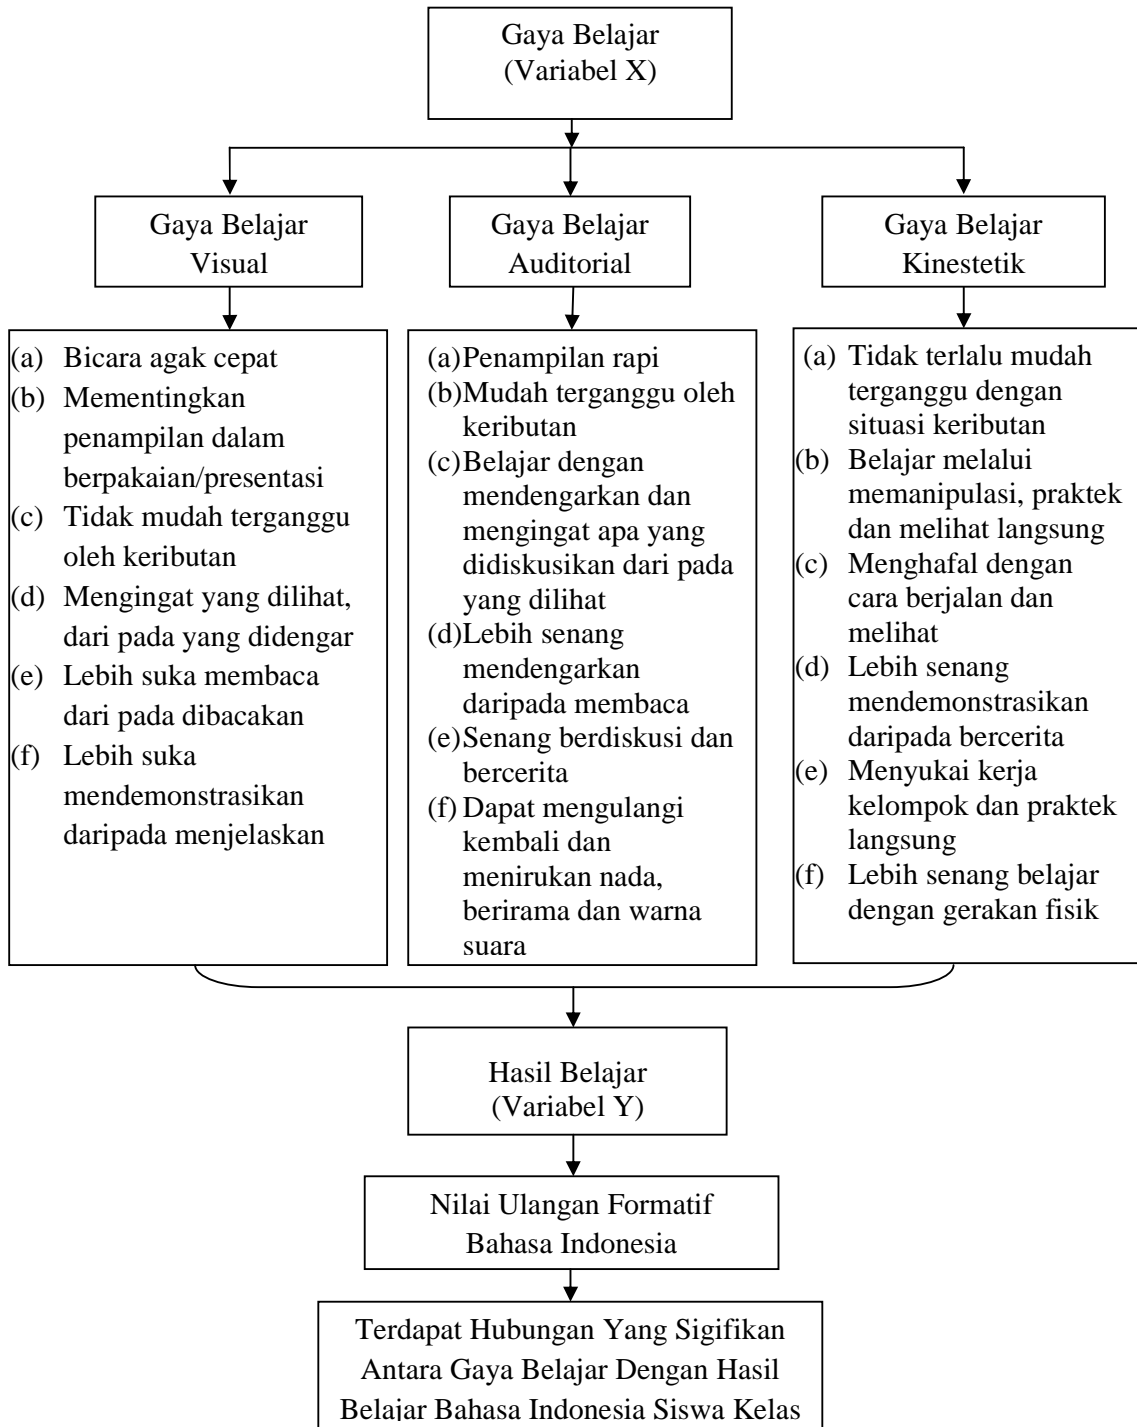 Gaya Belajar
(Variabel X)
Gaya Belajar
Visual
Gaya Belajar
Auditorial
Gaya Belajar
Kinestetik
(a) Bicara agak cepat
(b) Mementingkan
penampilan dalam
berpakaian/presentasi
(c) Tidak mudah terganggu
oleh keributan
(d) Mengingat yang dilihat,
dari pada yang didengar
(e) Lebih suka membaca
dari pada dibacakan
(f) Lebih suka
mendemonstrasikan
daripada menjelaskan
(a) Penampilan rapi
(b) Mudah terganggu oleh
keributan
(c) Belajar dengan
mendengarkan dan
mengingat apa yang
didiskusikan dari pada
yang dilihat
(d) Lebih senang
mendengarkan
daripada membaca
(e) Senang berdiskusi dan
bercerita
(f) Dapat mengulangi
kembali dan
menirukan nada,
berirama dan warna
suara
(a) Tidak terlalu mudah
terganggu dengan
situasi keributan
(b) Belajar melalui
memanipulasi, praktek
dan melihat langsung
(c) Menghafal dengan
cara berjalan dan
melihat
(d) Lebih senang
mendemonstrasikan
daripada bercerita
(e) Menyukai kerja
kelompok dan praktek
langsung
(f) Lebih senang belajar
dengan gerakan fisik
Hasil Belajar
(Variabel Y)
Nilai Ulangan Formatif
Bahasa Indonesia
Terdapat Hubungan Yang Sigifikan
Antara Gaya Belajar Dengan Hasil
Belajar Bahasa Indonesia Siswa Kelas